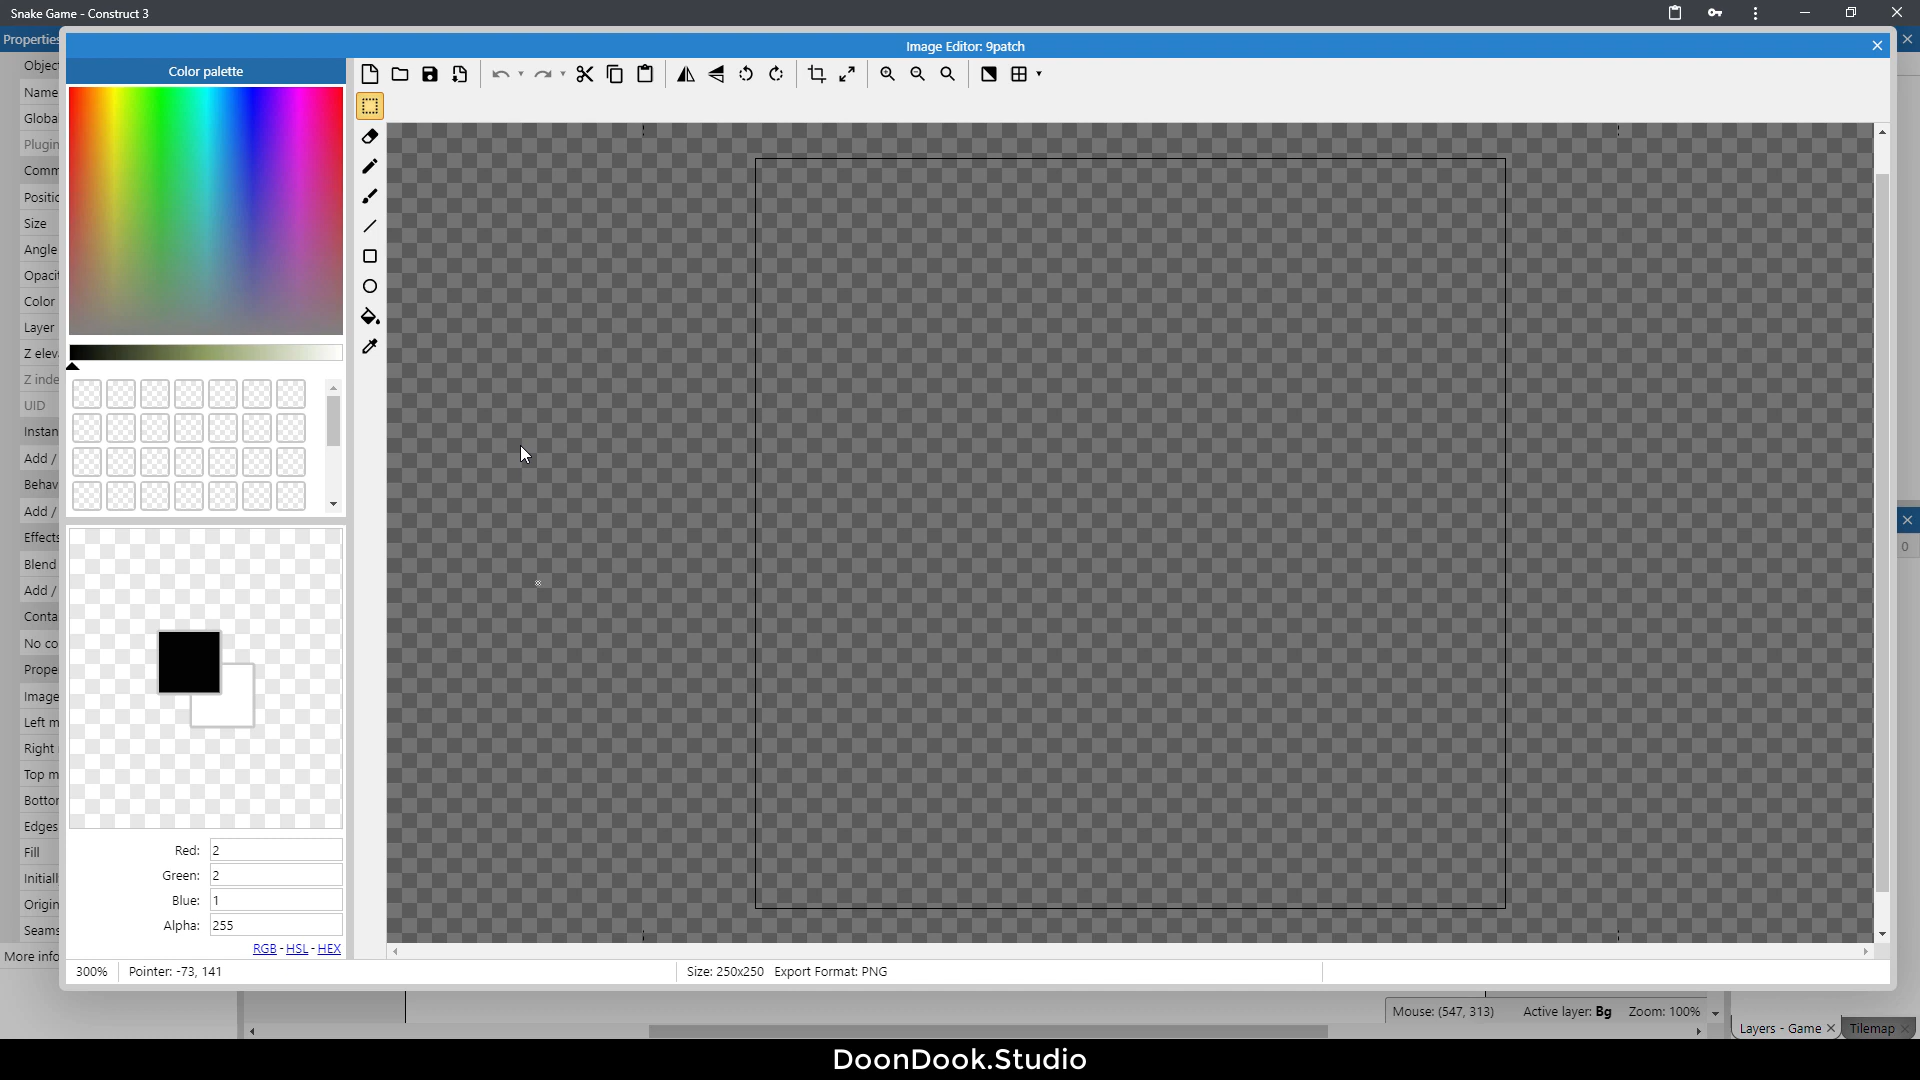 Snake Game - Construct 3
Properties
Image Editor: 9patch
Color palette
Objec
Name
Globa
Plugin
Comm
Positic
Size
Angle
Opaci
Color
Layer
Z elev
Z inde
UID
Instan
Add /
Behav
Add /
Effects
Blend
Add /
Conta
No co
Prope
Image
Left m
Right
Top m
Bottor
Edges
Fill
Initiall
Origin
Seams
More info
Red: 2
Green: 2
Blue: 1
Alpha: 255
RGB - HSL - HEX
300% Pointer: -73, 141 Size: 250x250 Export Format: PNG
0
Mouse: (547, 313) Active layer: Bg Zoom: 100%
Layers - Game Tilemap
DoonDook.Studio